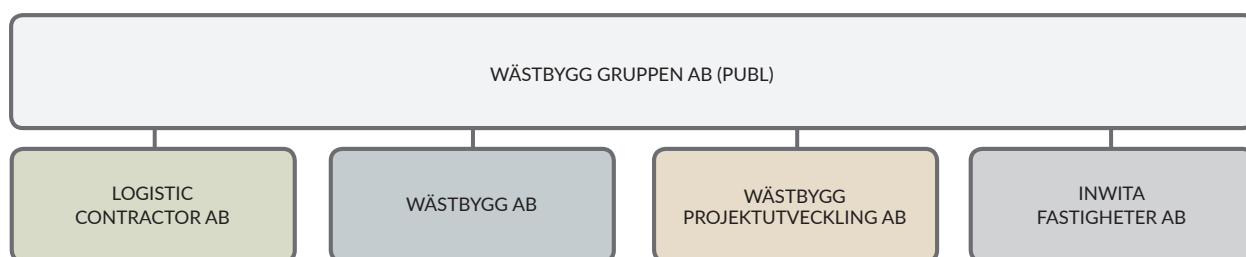 WÄSTBYGG GRUPPEN AB (PUBL)
LOGISTIC
CONTRACTOR AB
WÄSTBYGG AB
WÄSTBYGG
PROJEKTUTVECKLING AB
INWITA
FASTIGHETER AB